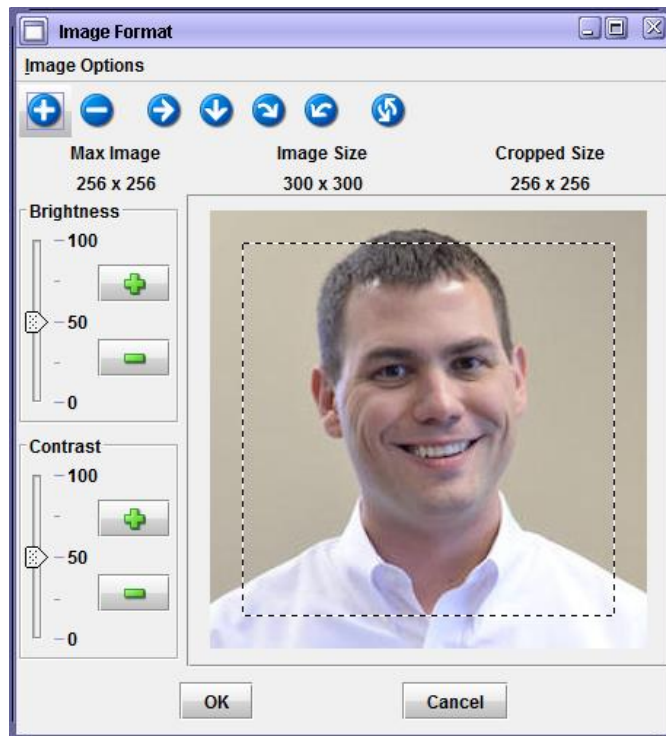 Image Format
Image Options
Max Image Image Size Cropped Size
256 x 256 300 x 300 256 x 256
Brightness
100
50
0
Contrast
100
50
0
OK Cancel